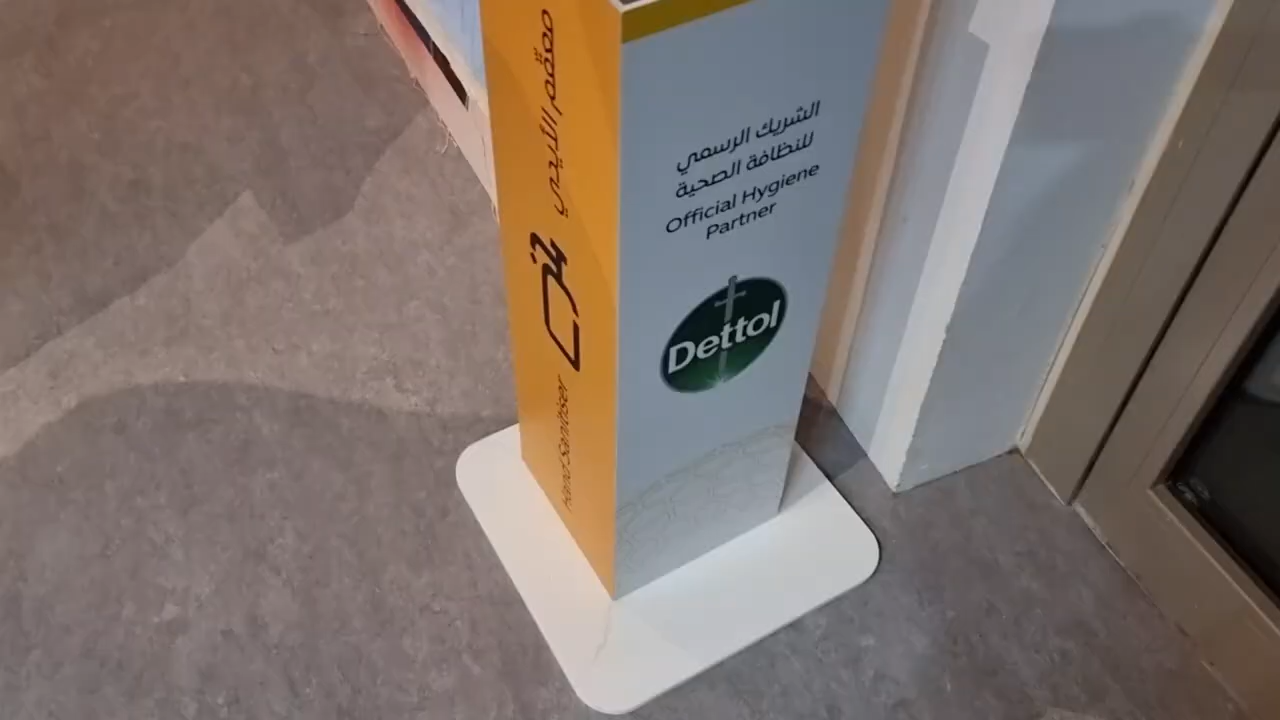 معقم الأيدي
Hand Sanitiser
الشريك الرسمي
للنظافة الصحية
Official Hygiene
Partner
Dettol